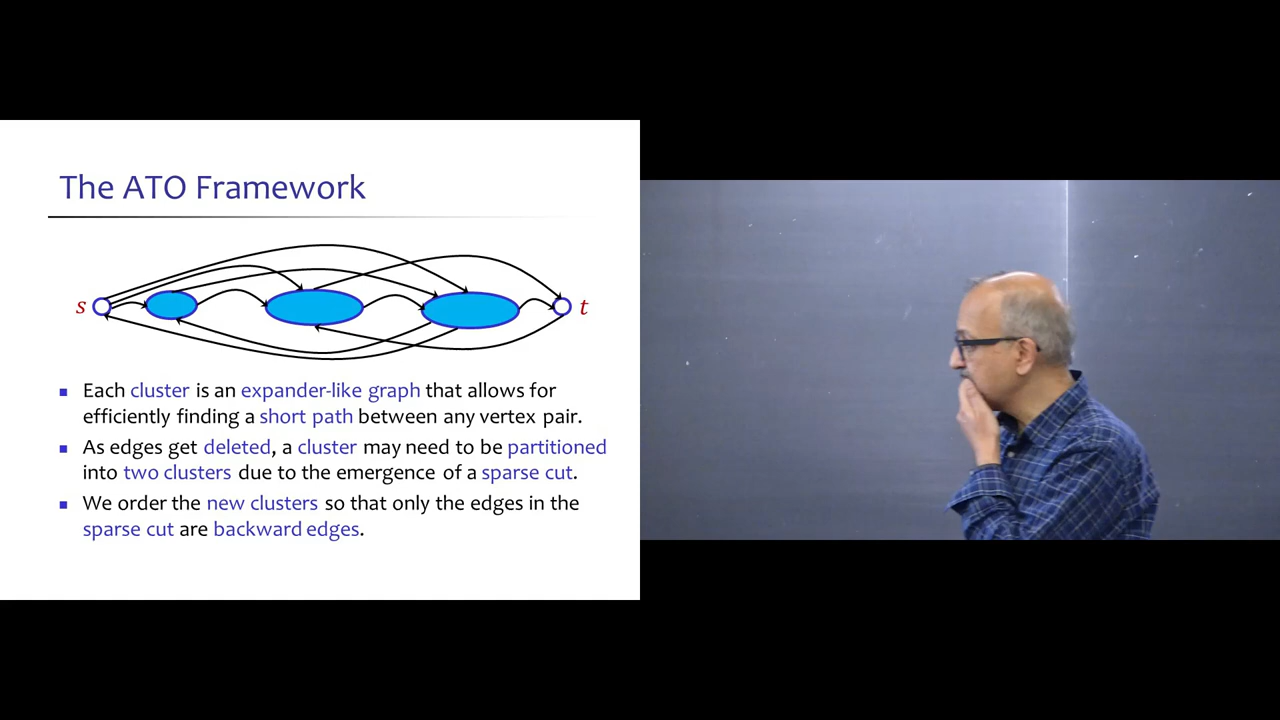 The ATO Framework
s
t
▪ Each cluster is an expander-like graph that allows for
efficiently finding a short path between any vertex pair.
▪ As edges get deleted, a cluster may need to be partitioned
into two clusters due to the emergence of a sparse cut.
▪ We order the new clusters so that only the edges in the
sparse cut are backward edges.